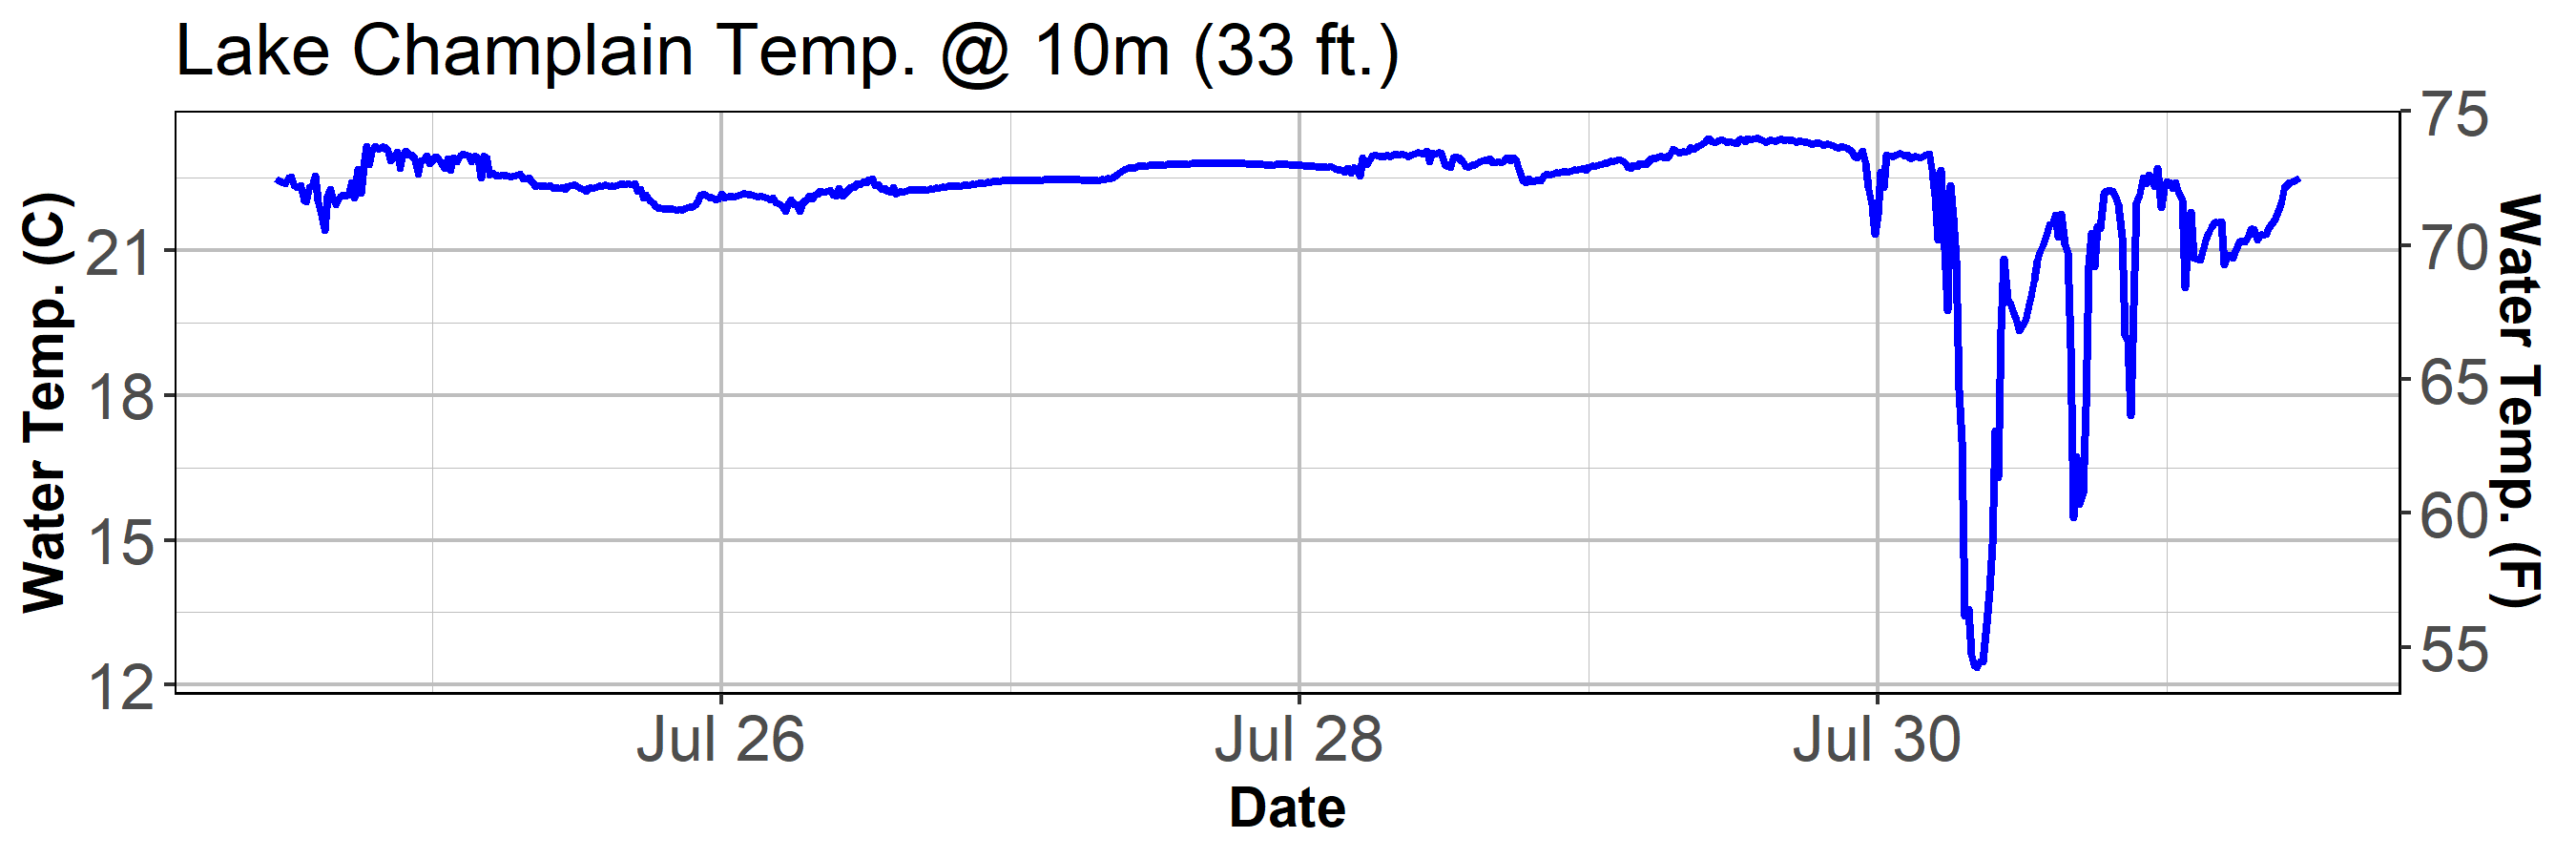 Lake Champlain Temp. @ 10m (33 ft.)
Water Temp. (C)
21
18
15
12
75
70
65
60
55
Water Temp. (F)
Jul 26
Jul 28
Jul 30
Date